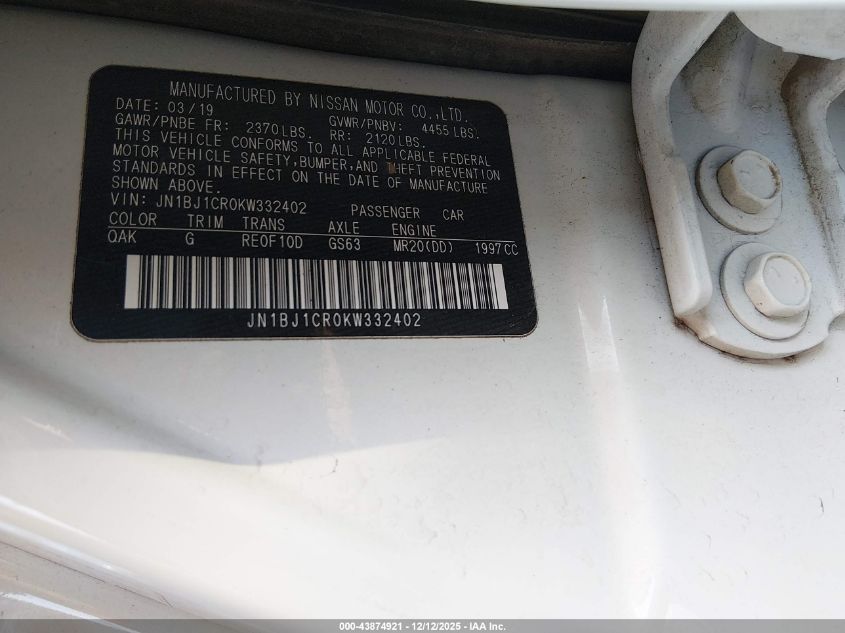 MANUFACTURED BY NISSAN MOTOR CO.,LTD.
DATE: 03/19
GAWR/PNBE FR: 2370LBS. GVWR/PNBV: 4455LBS.
RR: 2120LBS.
THIS VEHICLE CONFORMS TO ALL APPLICABLE FEDERAL
MOTOR VEHICLE SAFETY,BUMPER,AND THEFT PREVENTION
STANDARDS IN EFFECT ON THE DATE OF MANUFACTURE
SHOWN ABOVE.
VIN: JN1BJ1CR0KW332402 PASSENGER CAR
COLOR TRIM TRANS AXLE ENGINE
QAK G RE0F10D GS63 MR20(DD) 1997CC
JN1BJ1CR0KW332402
000-43874921 - 12/12/2025 - IAA Inc.